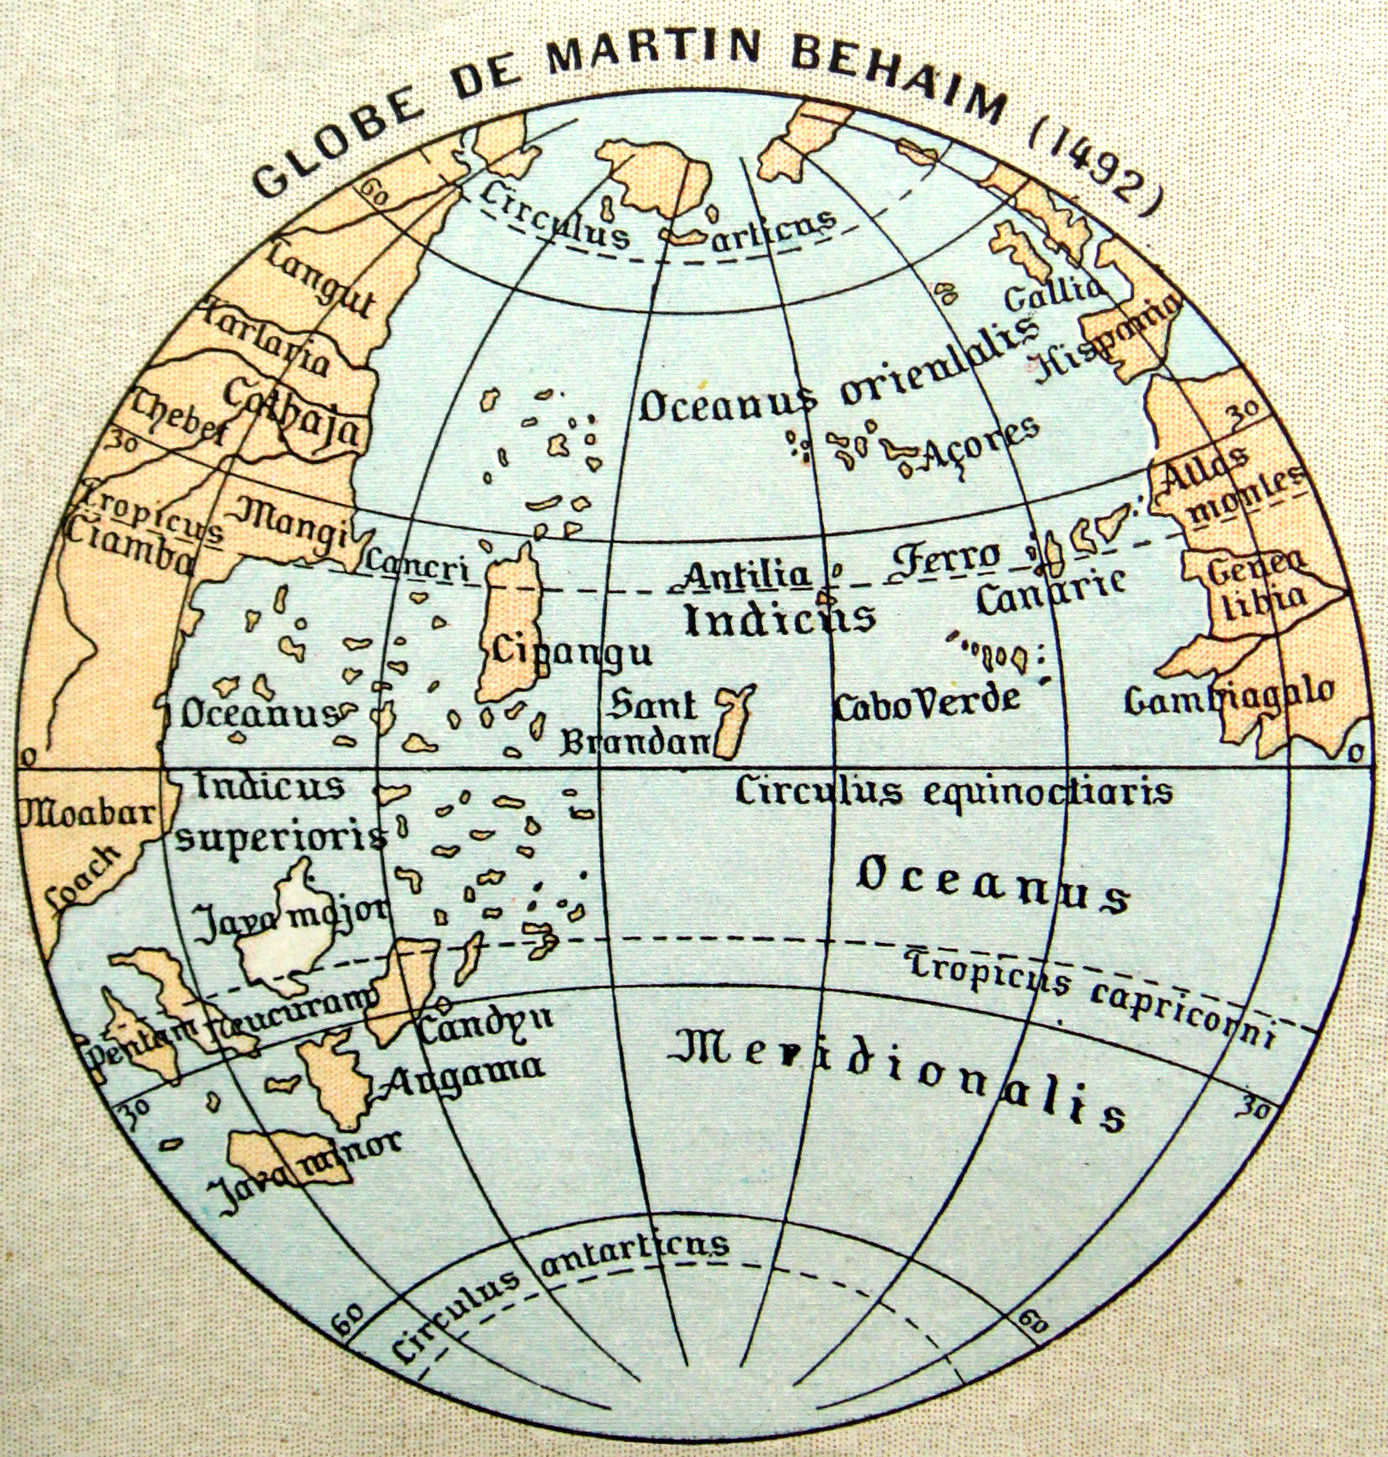 GLOBE DE MARTIN BEHAIM (1492)
60
Circulus articus
Langut
Tartaria
Gallia
Hispania
Oceanus orientalis
Cathaja
Thebet
30
30
Açores
Atlas
montes
Tropicus
Mangi
Ciamba
Cancri
Antilia
Ferro
Canarie
Genea
libia
Indicus
Cipangu
Sant
Brandan
Cabo Verde
Gambiagalo
Oceanus
0
0
Indicus
superioris
Circulus equinoctiaris
Moabar
Coach
Oceanus
Java major
Tropicus capricorni
Pentam
Neucuram
Candyn
Meridionalis
Angama
30
30
Java minor
Circulus antarticus
60
60